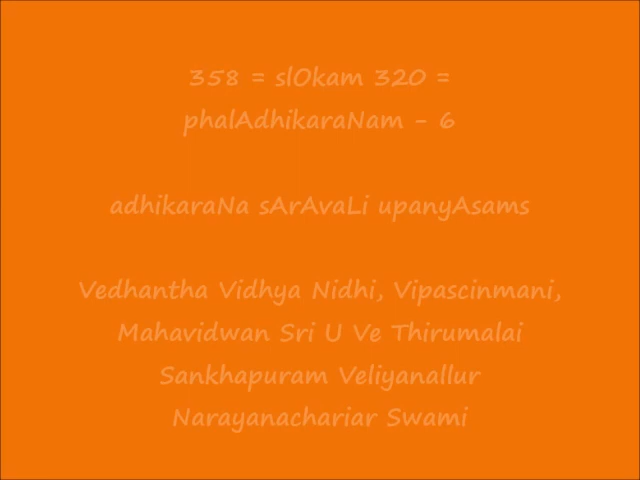 358 = slOkam 320 =
phalAdhikaraNam - 6
adhikaraNa sArAvaLi upanyAsams
Vedhantha Vidhya Nidhi, Vipascinmani,
Mahavidwan Sri U Ve Thirumalai
Sankhapuram Veliyanallur
Narayanachariar Swami